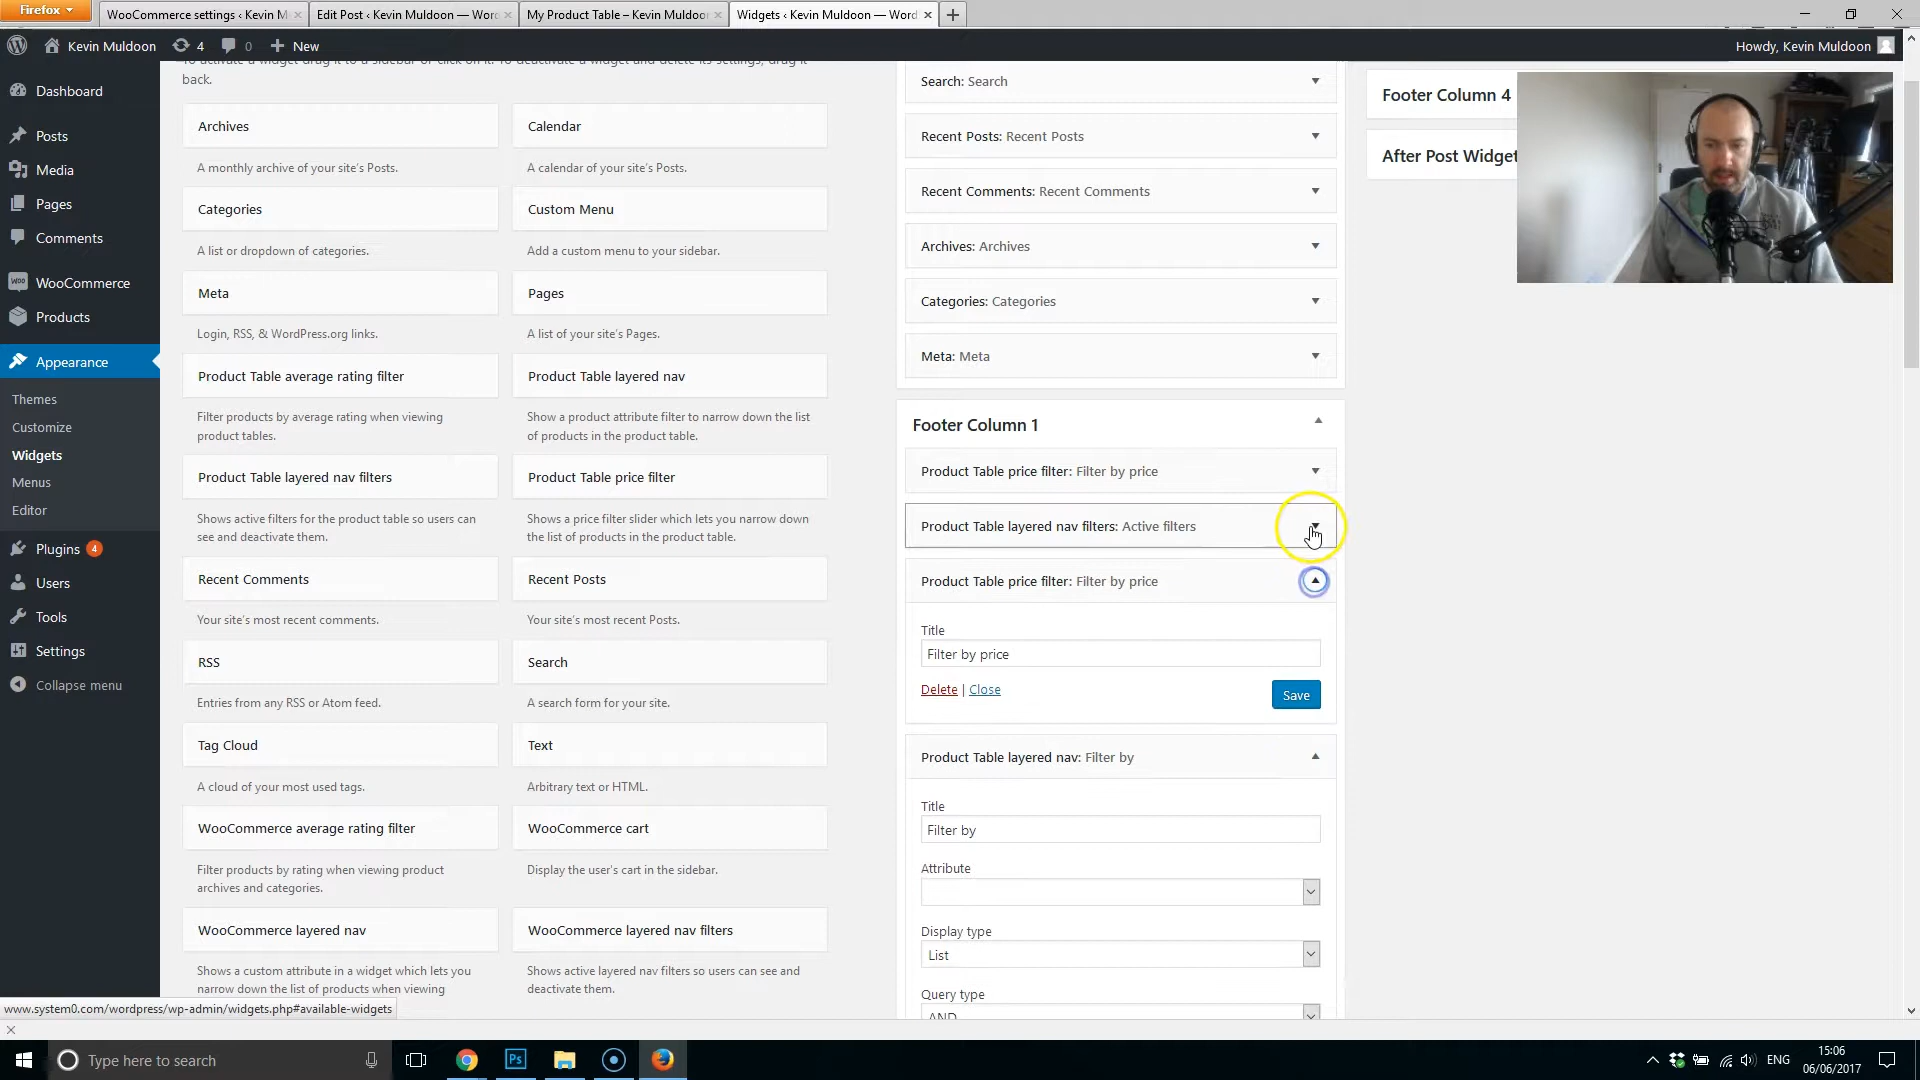 Firefox
WooCommerce settings ‹ Kevin M
Edit Post ‹ Kevin Muldoon — Word
My Product Table – Kevin Muldoon
Widgets ‹ Kevin Muldoon — Word
Kevin Muldoon
4
0
New
Howdy, Kevin Muldoon
Dashboard
Posts
Media
Pages
Comments
WooCommerce
Products
Appearance
Themes
Customize
Widgets
Menus
Editor
Plugins 4
Users
Tools
Settings
Collapse menu
To activate a widget drag it to a sidebar or click on it. To deactivate a widget and delete its settings, drag it
back.
Archives
A monthly archive of your site's Posts.
Calendar
A calendar of your site's Posts.
Categories
A list or dropdown of categories.
Custom Menu
Add a custom menu to your sidebar.
Meta
Login, RSS, & WordPress.org links.
Pages
A list of your site's Pages.
Product Table average rating filter
Filter products by average rating when viewing
product tables.
Product Table layered nav
Show a product attribute filter to narrow down the list
of products in the product table.
Product Table layered nav filters
Shows active filters for the product table so users can
see and deactivate them.
Product Table price filter
Shows a price filter slider which lets you narrow down
the list of products in the product table.
Recent Comments
Your site's most recent comments.
Recent Posts
Your site's most recent Posts.
RSS
Entries from any RSS or Atom feed.
Search
A search form for your site.
Tag Cloud
A cloud of your most used tags.
Text
Arbitrary text or HTML.
WooCommerce average rating filter
Filter products by rating when viewing product
archives and categories.
WooCommerce cart
Display the user's cart in the sidebar.
WooCommerce layered nav
Shows a custom attribute in a widget which lets you
narrow down the list of products when viewing
WooCommerce layered nav filters
Shows active layered nav filters so users can see and
deactivate them.
Search: Search
Recent Posts: Recent Posts
Recent Comments: Recent Comments
Archives: Archives
Categories: Categories
Meta: Meta
Footer Column 1
Product Table price filter: Filter by price
Product Table layered nav filters: Active filters
Product Table price filter: Filter by price
Title
Filter by price
Delete | Close
Save
Product Table layered nav: Filter by
Title
Filter by
Attribute
Display type
List
Query type
AND
Footer Column 4
After Post Widget
www.system0.com/wordpress/wp-admin/widgets.php#available-widgets
Type here to search
Ps
ENG
15:06
06/06/2017